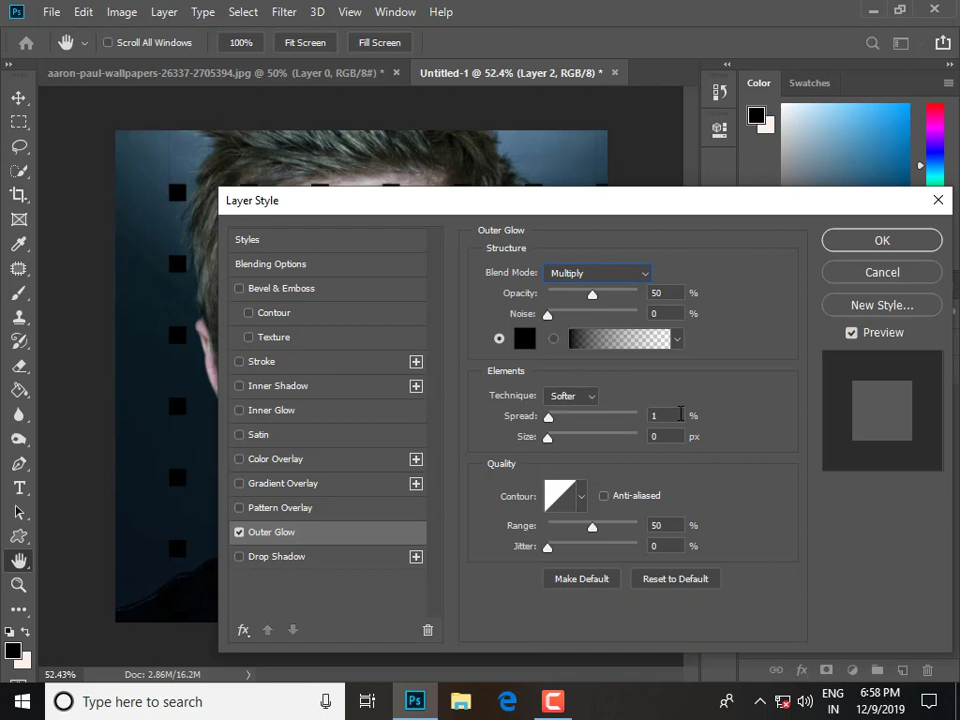 Ps File Edit Image Layer Type Select Filter 3D View Window Help
Scroll All Windows 100% Fit Screen Fill Screen
aaron-paul-wallpapers-26337-2705394.jpg @ 50% (Layer 0, RGB/8#) * Untitled-1 @ 52.4% (Layer 2, RGB/8) *
Color Swatches
Layer Style
Styles
Blending Options
Bevel & Emboss
Contour
Texture
Stroke
Inner Shadow
Inner Glow
Satin
Color Overlay
Gradient Overlay
Pattern Overlay
Outer Glow
Drop Shadow
fx
Outer Glow
Structure
Blend Mode: Multiply
Opacity: 50 %
Noise: 0 %
Elements
Technique: Softer
Spread: 1 %
Size: 0 px
Quality
Contour: Anti-aliased
Range: 50 %
Jitter: 0 %
Make Default Reset to Default
OK
Cancel
New Style...
Preview
52.43% Doc: 2.86M/16.2M
fx
Type here to search
Ps
ENG
IN
6:58 PM
12/9/2019